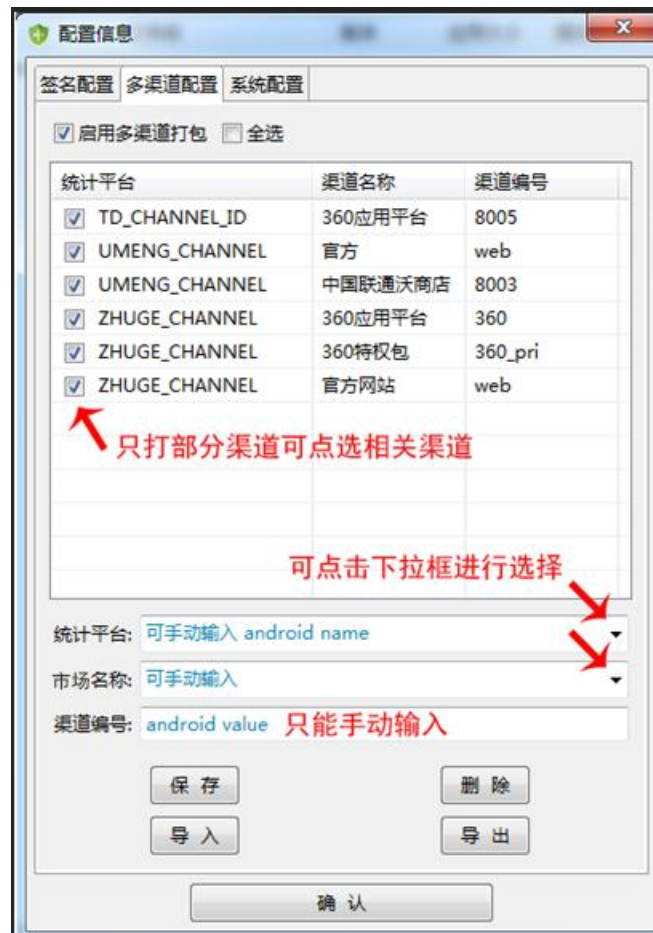 配置信息
签名配置 多渠道配置 系统配置
启用多渠道打包 全选
统计平台 渠道名称 渠道编号
TD_CHANNEL_ID 360应用平台 8005
UMENG_CHANNEL 官方 web
UMENG_CHANNEL 中国联通沃商店 8003
ZHUGE_CHANNEL 360应用平台 360
ZHUGE_CHANNEL 360特权包 360_pri
ZHUGE_CHANNEL 官方网站 web
只打部分渠道可点选相关渠道
可点击下拉框进行选择
统计平台: 可手动输入 android name
市场名称: 可手动输入
渠道编号: android value 只能手动输入
保 存 删 除
导 入 导 出
确 认